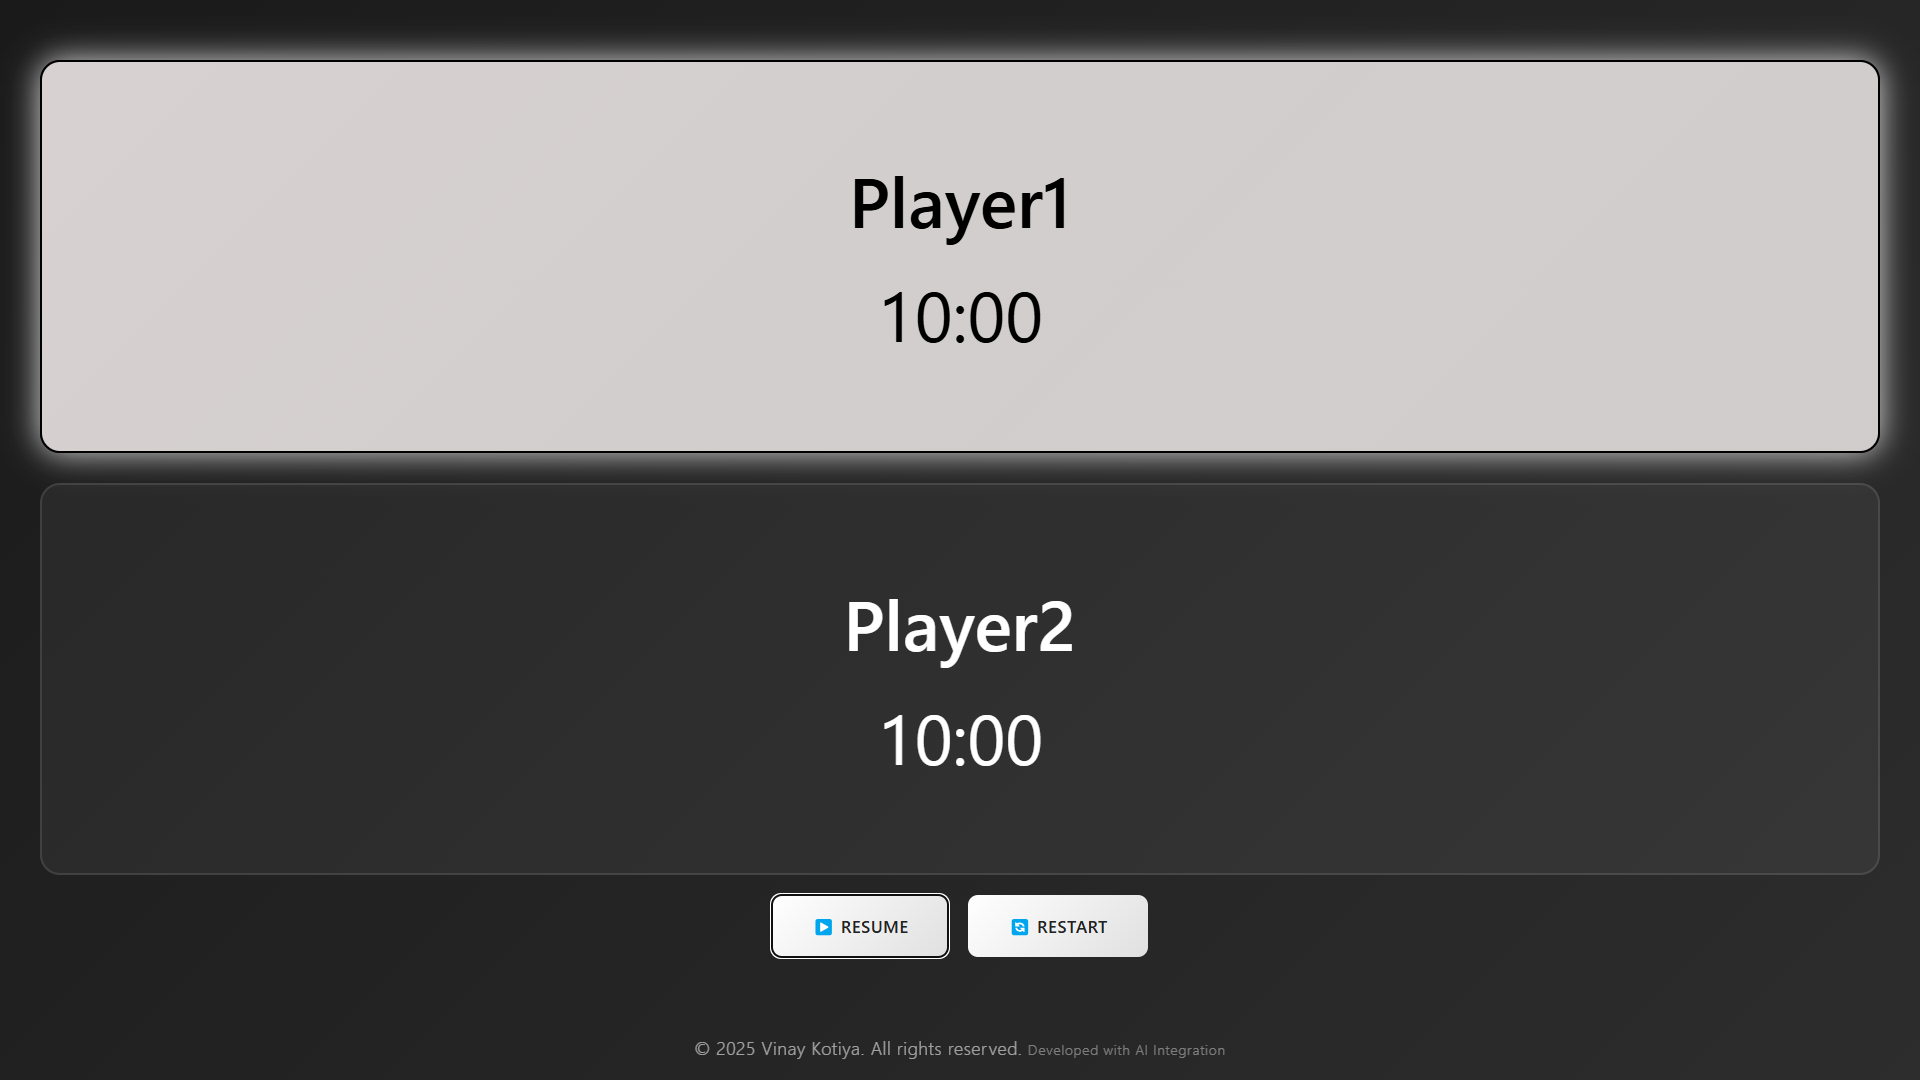 Player1
10:00
Player2
10:00
RESUME
RESTART
© 2025 Vinay Kotiya. All rights reserved. Developed with AI Integration